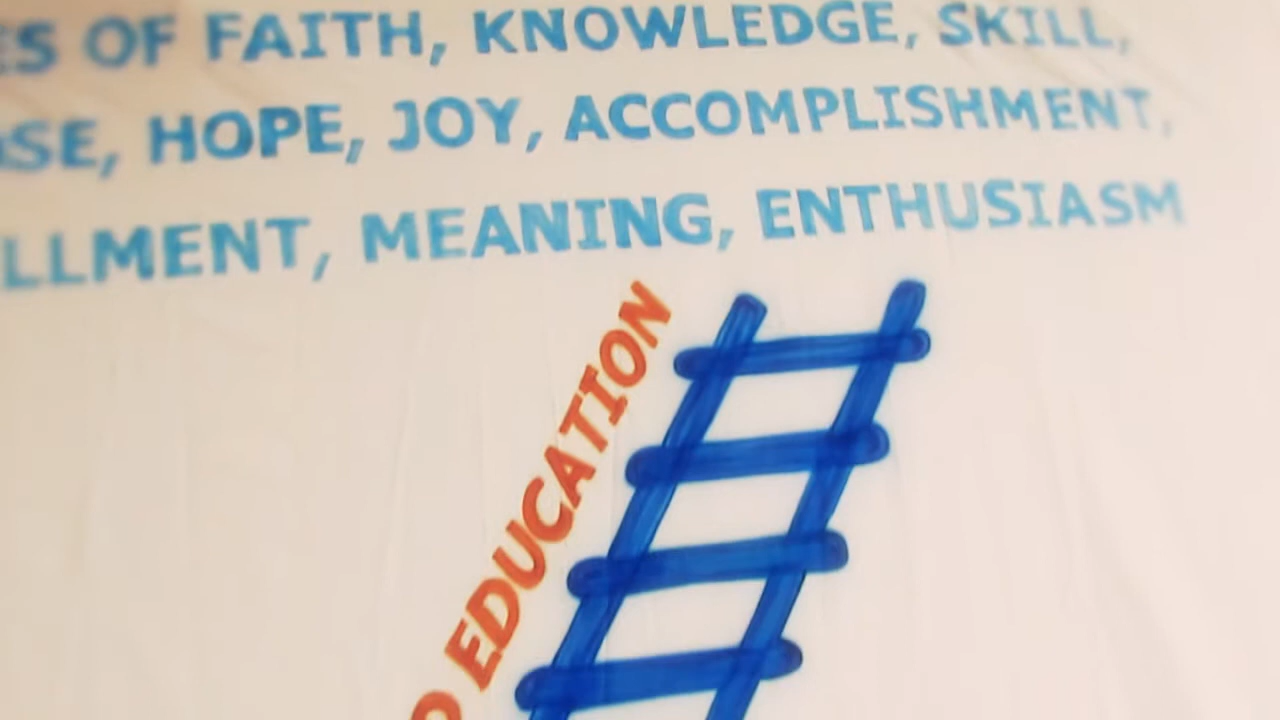 OF FAITH, KNOWLEDGE, SKILL,
HOPE, JOY, ACCOMPLISHMENT,
MEANING, ENTHUSIASM
EDUCATION